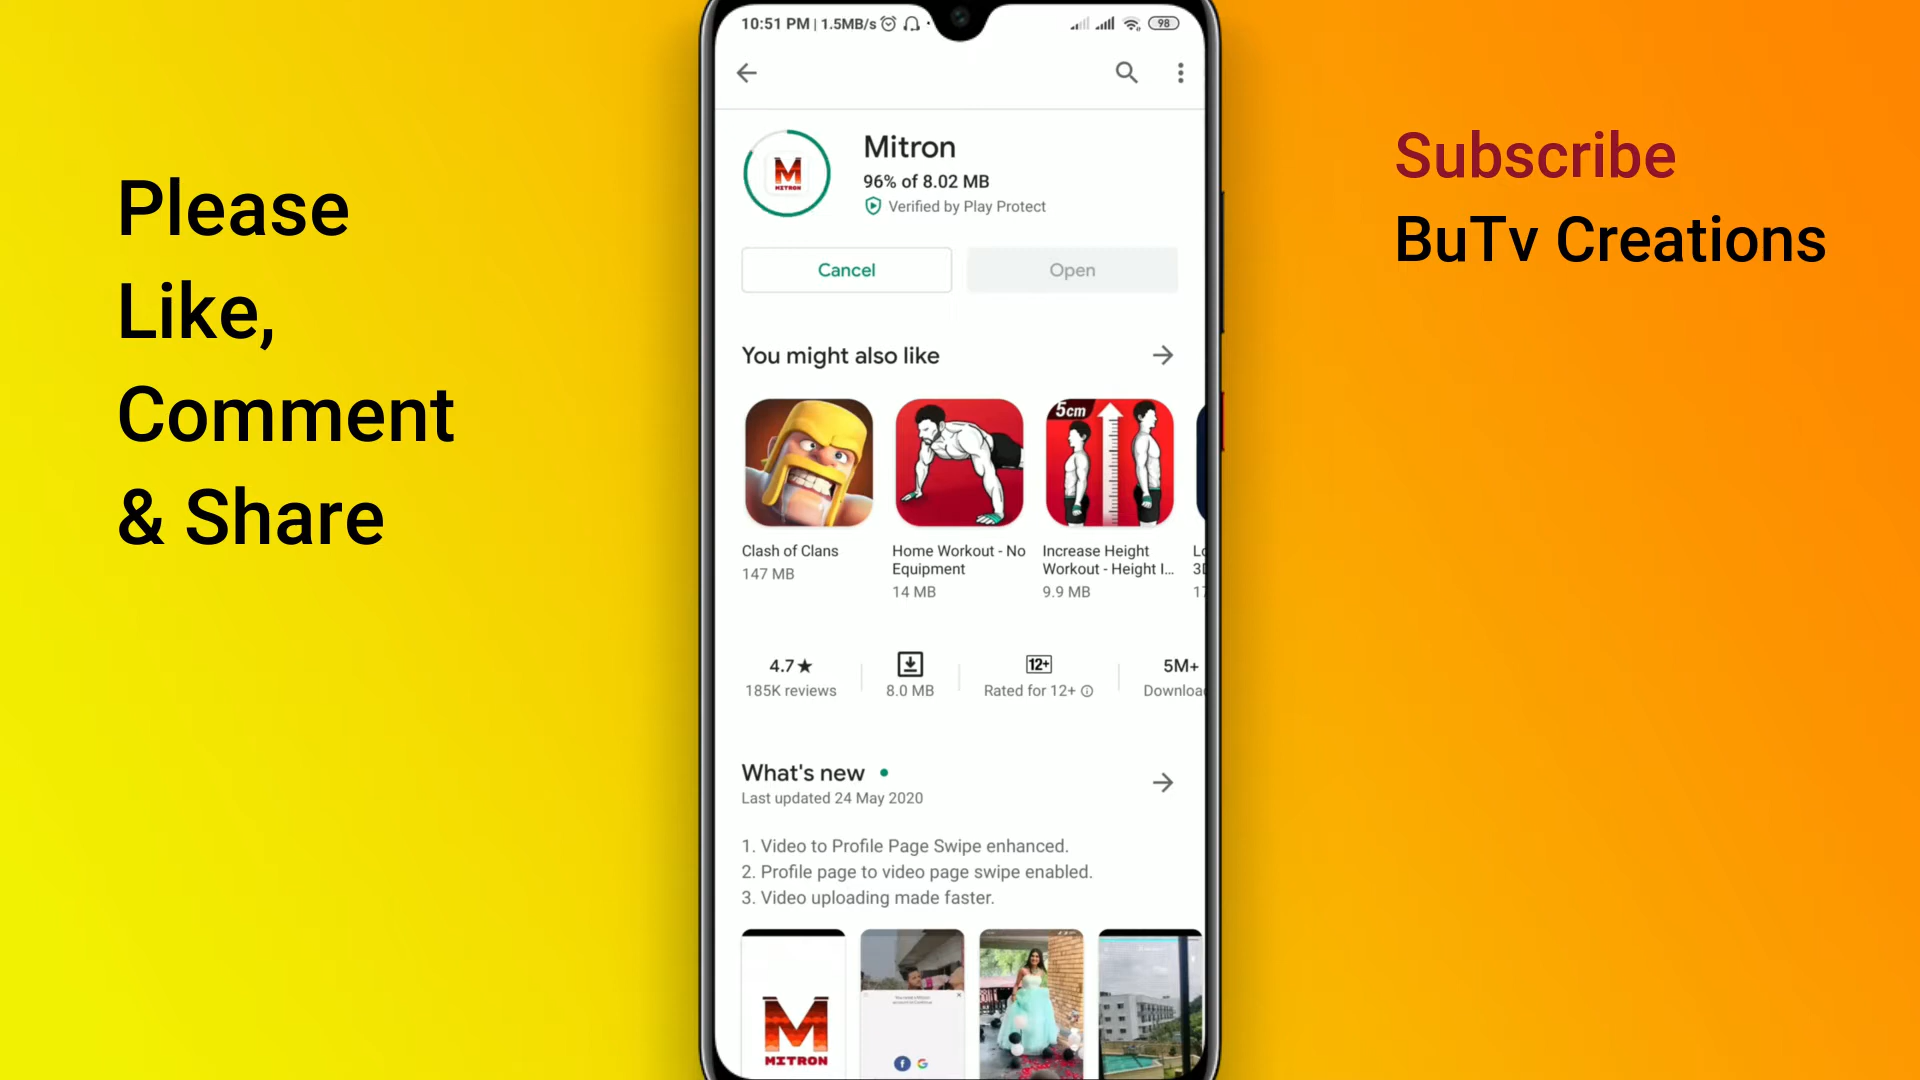 Please
Like,
Comment
& Share
Subscribe
BuTv Creations
10:51 PM | 1.5MB/s
98
M
MITRON
Mitron
96% of 8.02 MB
Verified by Play Protect
Cancel
Open
You might also like
5cm
Clash of Clans
147 MB
Home Workout - No
Equipment
14 MB
Increase Height
Workout - Height I...
9.9 MB
3D
17
4.7★
185K reviews
8.0 MB
12+
Rated for 12+
5M+
What's new
Last updated 24 May 2020
1. Video to Profile Page Swipe enhanced.
2. Profile page to video page swipe enabled.
3. Video uploading made faster.
M
MITRON